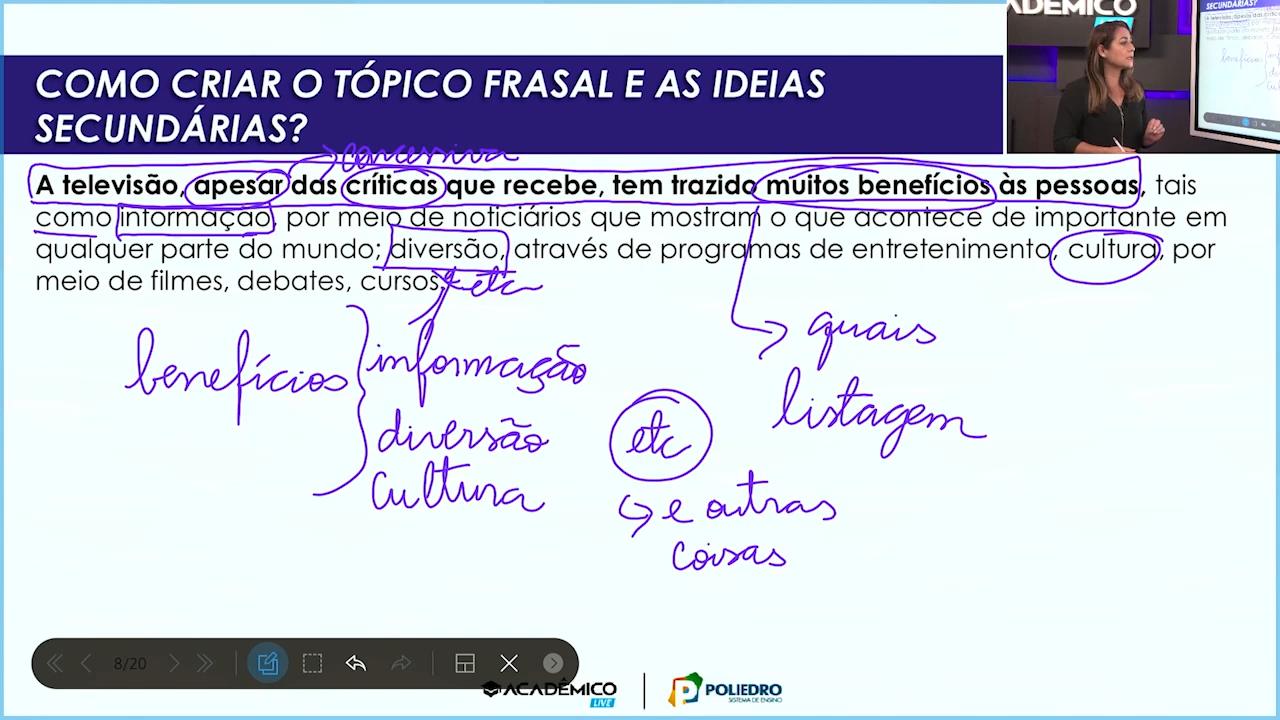 COMO CRIAR O TÓPICO FRASAL E AS IDEIAS
SECUNDÁRIAS?
ADÊMICO
LIVE
concessiva
A televisão, apesar das críticas que recebe, tem trazido muitos benefícios às pessoas, tais
como informação, por meio de noticiários que mostram o que acontece de importante em
qualquer parte do mundo; diversão, através de programas de entretenimento, cultura, por
meio de filmes, debates, cursos, etc
benefícios
informação
diversão
cultura
quais
listagem
etc
e outras
coisas
8/20
ACADÊMICO
LIVE
POLIEDRO
SISTEMA DE ENSINO